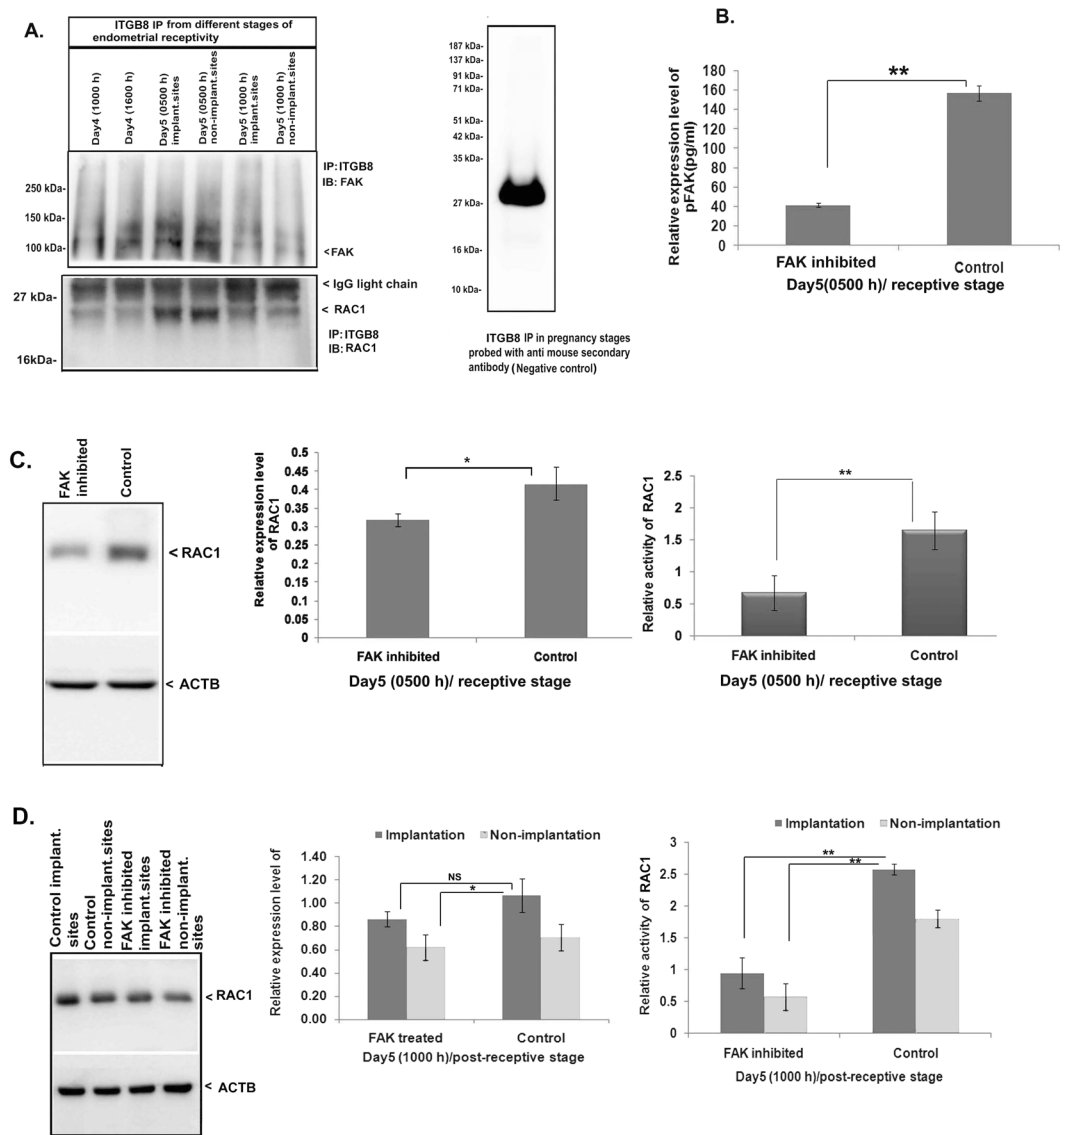 A.
ITGB8 IP from different stages of
endometrial receptivity
Day4 (1000 h)
Day4 (1600 h)
Day5 (0500 h)
implant.sites
Day5 (0500 h)
non-implant.sites
Day5 (1000 h)
implant.sites
Day5 (1000 h)
non-implant.sites
IP:ITGB8
IB: FAK
250 kDa-
150 kDa-
100 kDa-
<FAK
27 kDa-
16kDa-
< IgG light chain
< RAC1
IP:ITGB8
IB:RAC1
187 kDa-
137 kDa-
91 kDa-
71 kDa-
51 kDa-
42 kDa-
35 kDa-
27 kDa-
16 kDa-
10 kDa-
ITGB8 IP in pregnancy stages
probed with anti mouse secondary
antibody (Negative control)
B.
Relative expression level of
pFAK(pg/ml)
180
160
140
120
100
80
60
40
20
0
**
FAK inhibited
Control
Day5(0500 h)/ receptive stage
C.
FAK
inhibited
Control
< RAC1
< ACTB
Relative expression level
of RAC1
0.5
0.45
0.4
0.35
0.3
0.25
0.2
0.15
0.1
0.05
0
*
FAK inhibited
Control
Day5 (0500 h)/ receptive stage
Relative activity of RAC1
2.5
2
1.5
1
0.5
0
**
FAK inhibited
Control
Day5 (0500 h)/ receptive stage
D.
Control implant.
sites
Control
non-implant.sites
FAK inhibited
implant.sites
FAK inhibited
non-implant.
sites
< RAC1
< ACTB
Implantation
Non-implantation
Relative expression level of
1.40
1.20
1.00
0.80
0.60
0.40
0.20
0.00
NS
*
FAK treated
Control
Day5 (1000 h)/post-receptive stage
Implantation
Non-implantation
Relative activity of RAC1
3
2.5
2
1.5
1
0.5
0
**
**
FAK inhibited
Control
Day5 (1000 h)/post-receptive stage